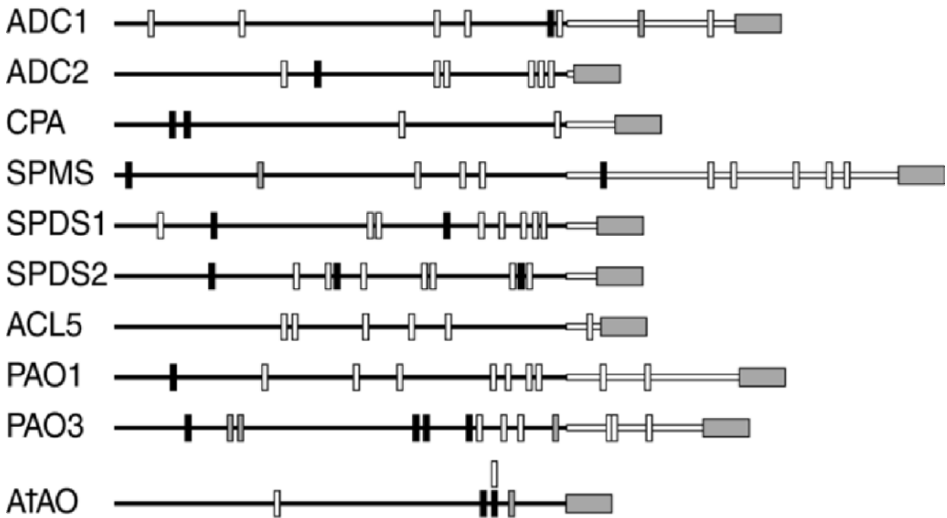 ADC1
ADC2
CPA
SPMS
SPDS1
SPDS2
ACL5
PAO1
PAO3
AtAO